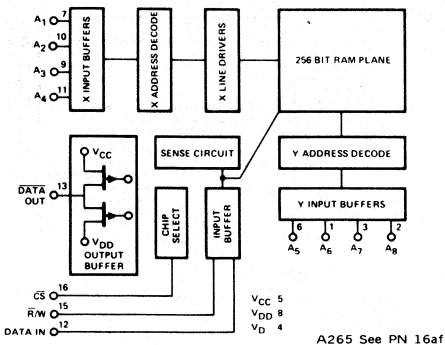 A1 7
A2 10
A3 9
A4 11
X INPUT BUFFERS
X ADDRESS DECODE
X LINE DRIVERS
256 BIT RAM PLANE
VCC
DATA OUT 13
VDD
OUTPUT BUFFER
SENSE CIRCUIT
CHIP SELECT
INPUT BUFFER
Y ADDRESS DECODE
Y INPUT BUFFERS
6 1 3 2
A5 A6 A7 A8
CS 16
R/W 15
DATA IN 12
VCC 5
VDD 8
VD 4
A265 See PN 16af